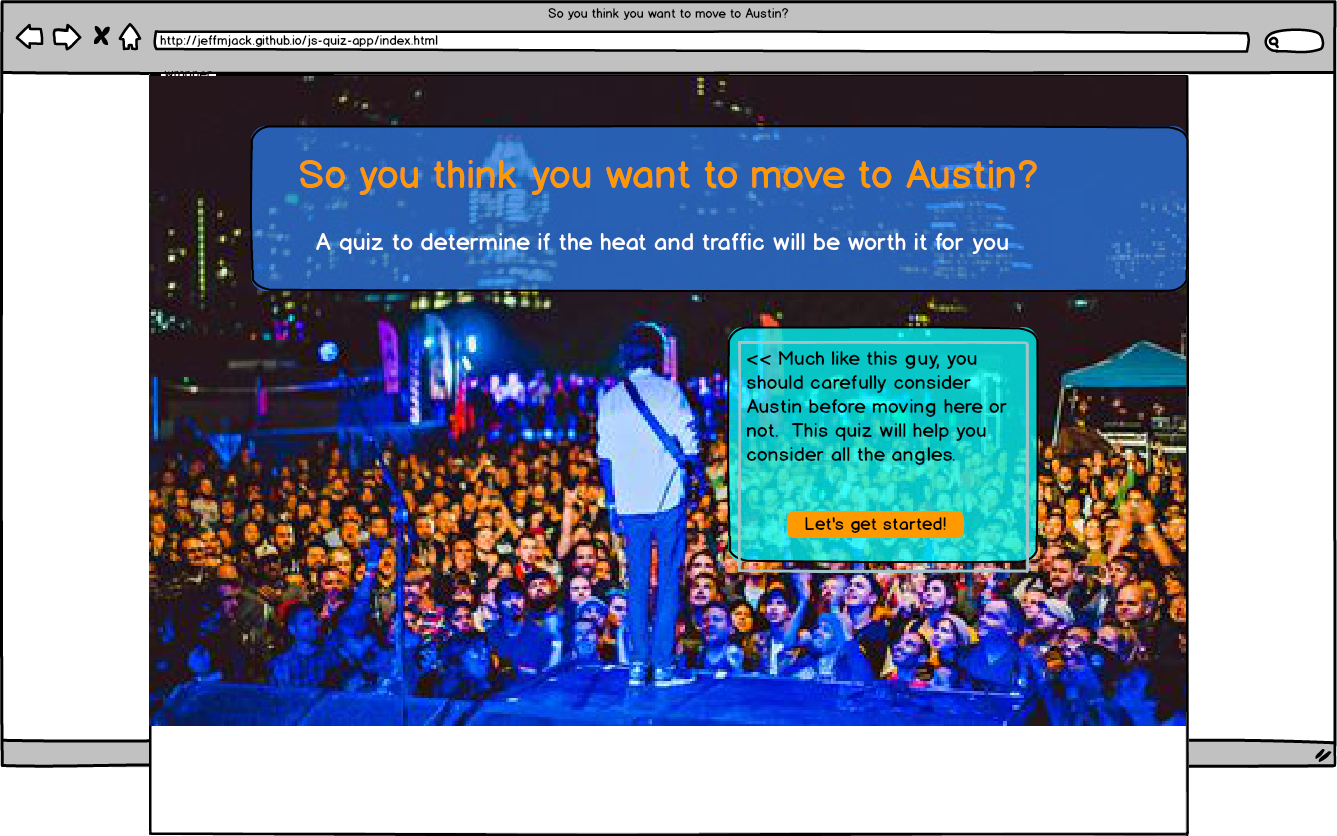 So you think you want to move to Austin?
http://jeffmjack.github.io/js-quiz-app/index.html
So you think you want to move to Austin?
A quiz to determine if the heat and traffic will be worth it for you
<< Much like this guy, you
should carefully consider
Austin before moving here or
not.  This quiz will help you
consider all the angles.
Let's get started!